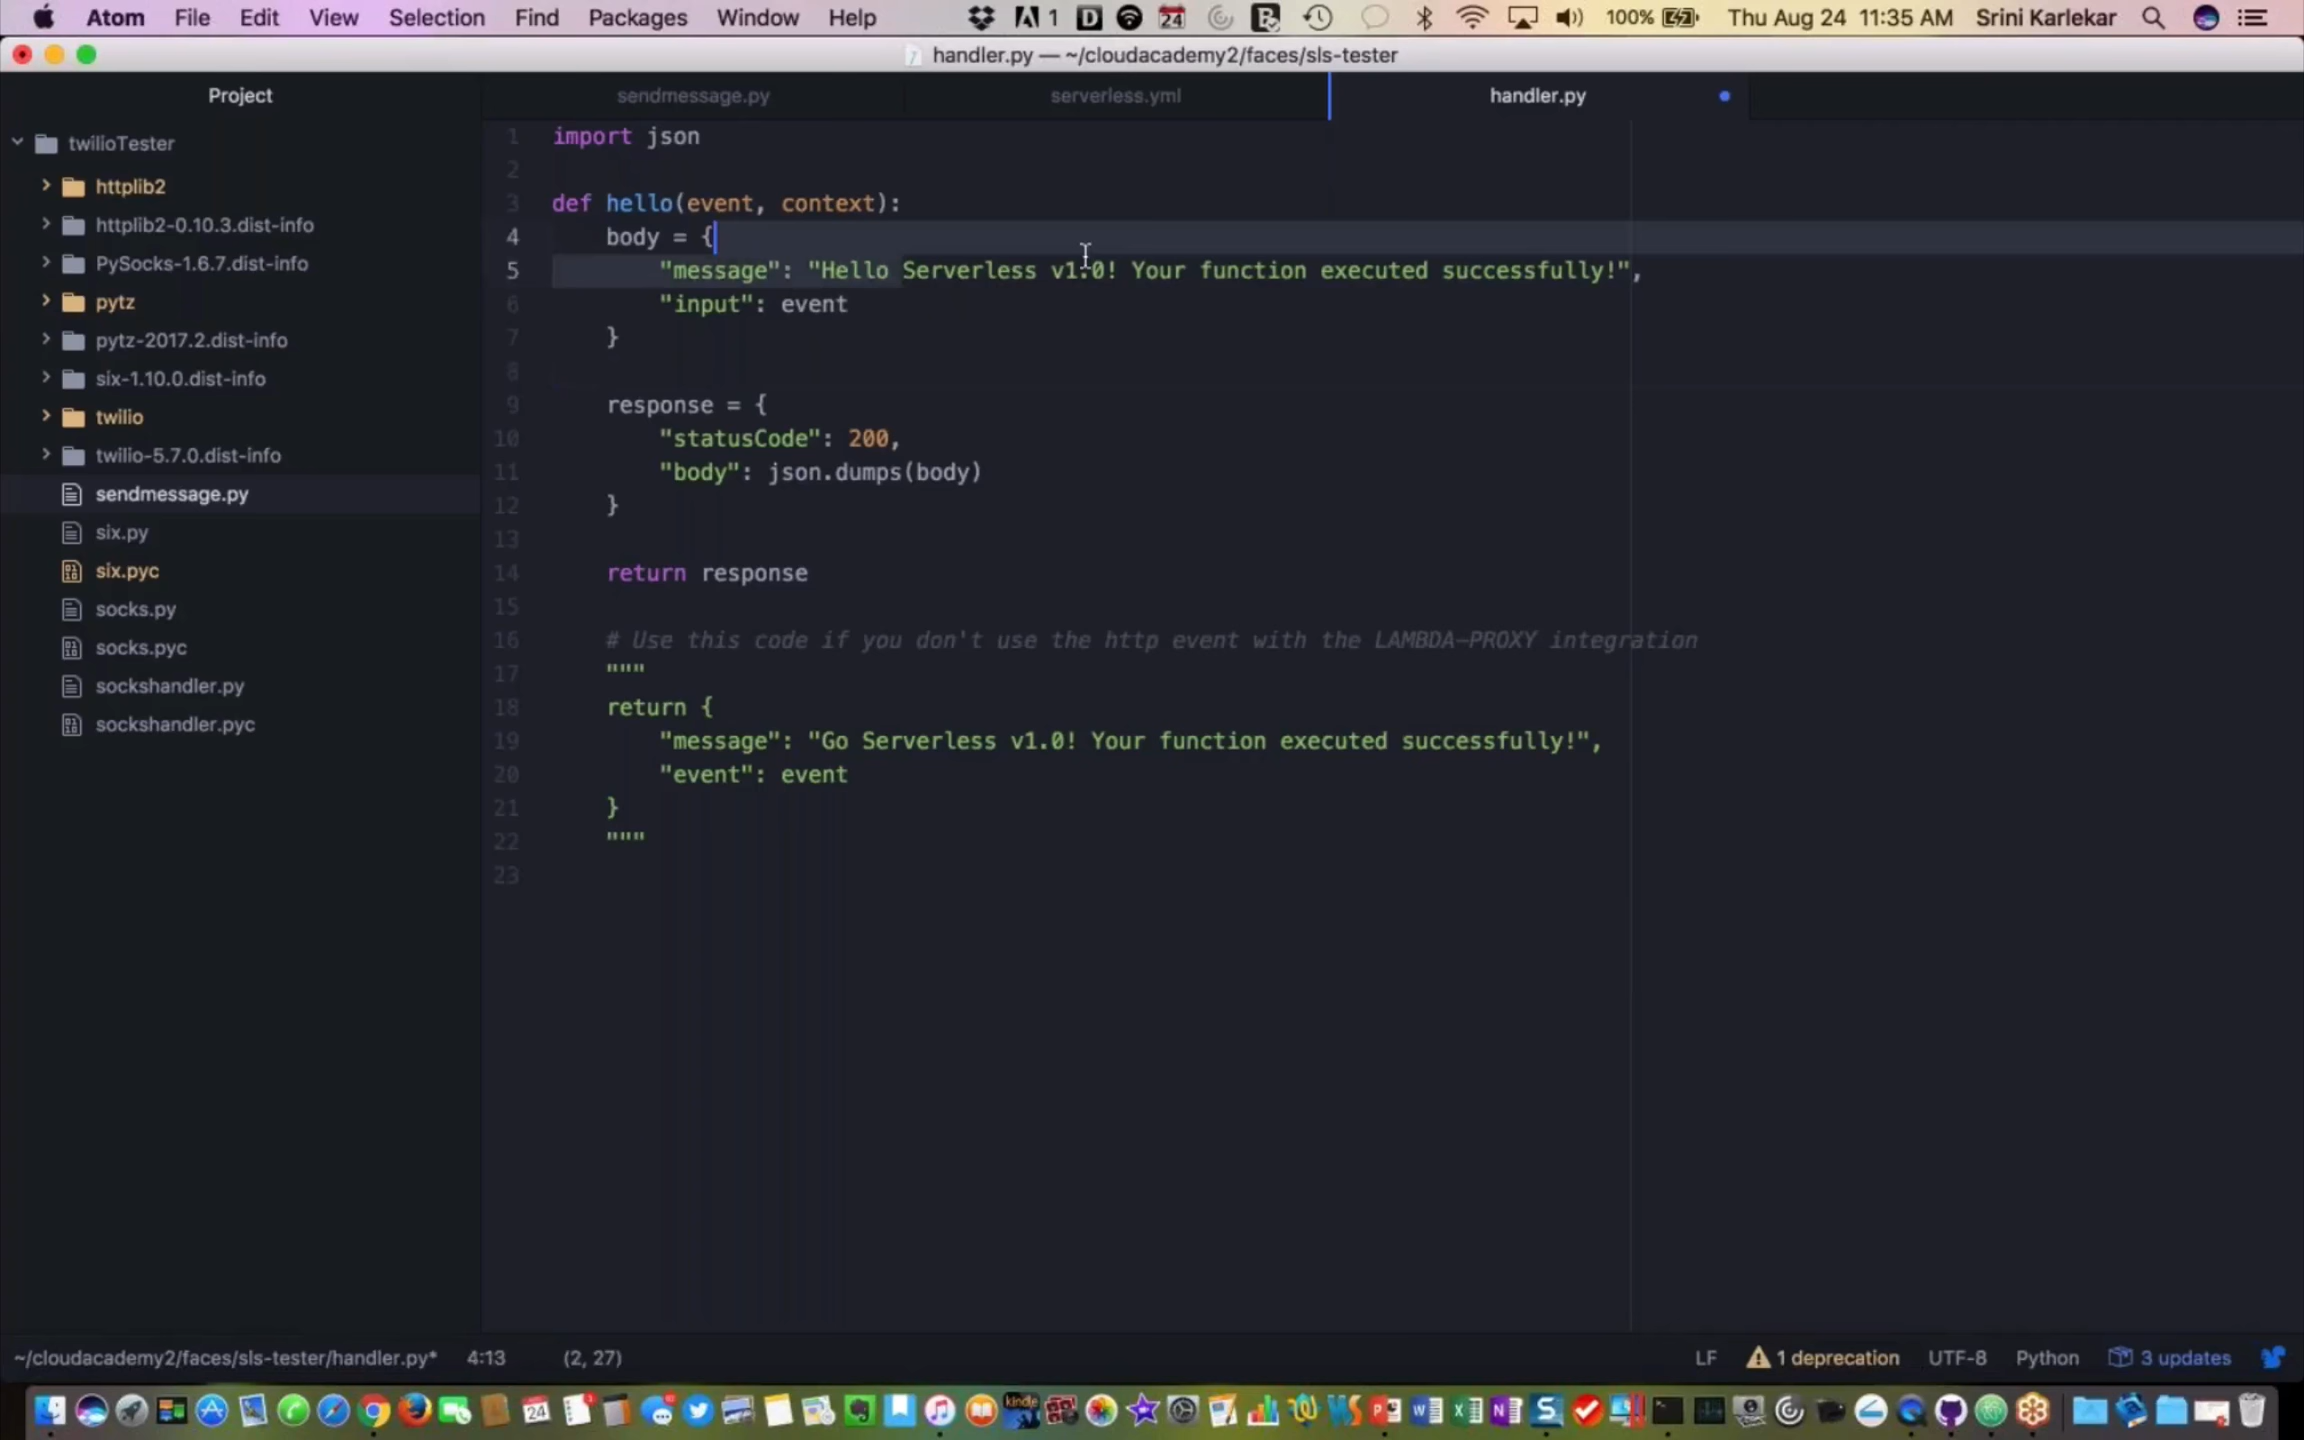 Atom File Edit View Selection Find Packages Window Help 1 24 100% Thu Aug 24 11:35 AM Srini Karlekar
handler.py — ~/cloudacademy2/faces/sls-tester
Project
sendmessage.py serverless.yml handler.py
twilioTester
httplib2
httplib2-0.10.3.dist-info
PySocks-1.6.7.dist-info
pytz
pytz-2017.2.dist-info
six-1.10.0.dist-info
twilio
twilio-5.7.0.dist-info
sendmessage.py
six.py
six.pyc
socks.py
socks.pyc
sockshandler.py
sockshandler.pyc
1 import json
2
3 def hello(event, context):
4 body = {
5 "message": "Hello Serverless v1.0! Your function executed successfully!",
6 "input": event
7 }
8
9 response = {
10 "statusCode": 200,
11 "body": json.dumps(body)
12 }
13
14 return response
15
16 # Use this code if you don't use the http event with the LAMBDA-PROXY integration
17 """
18 return {
19 "message": "Go Serverless v1.0! Your function executed successfully!",
20 "event": event
21 }
22 """
23
~/cloudacademy2/faces/sls-tester/handler.py* 4:13 (2, 27) LF 1 deprecation UTF-8 Python 3 updates
24 kindle